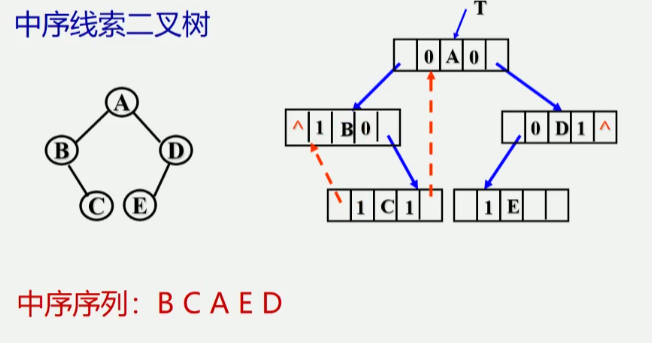 中序线索二叉树
T
0 A 0
A
^ 1 B 0
0 D 1 ^
B D
C E
1 C 1
1 E
中序序列：B C A E D